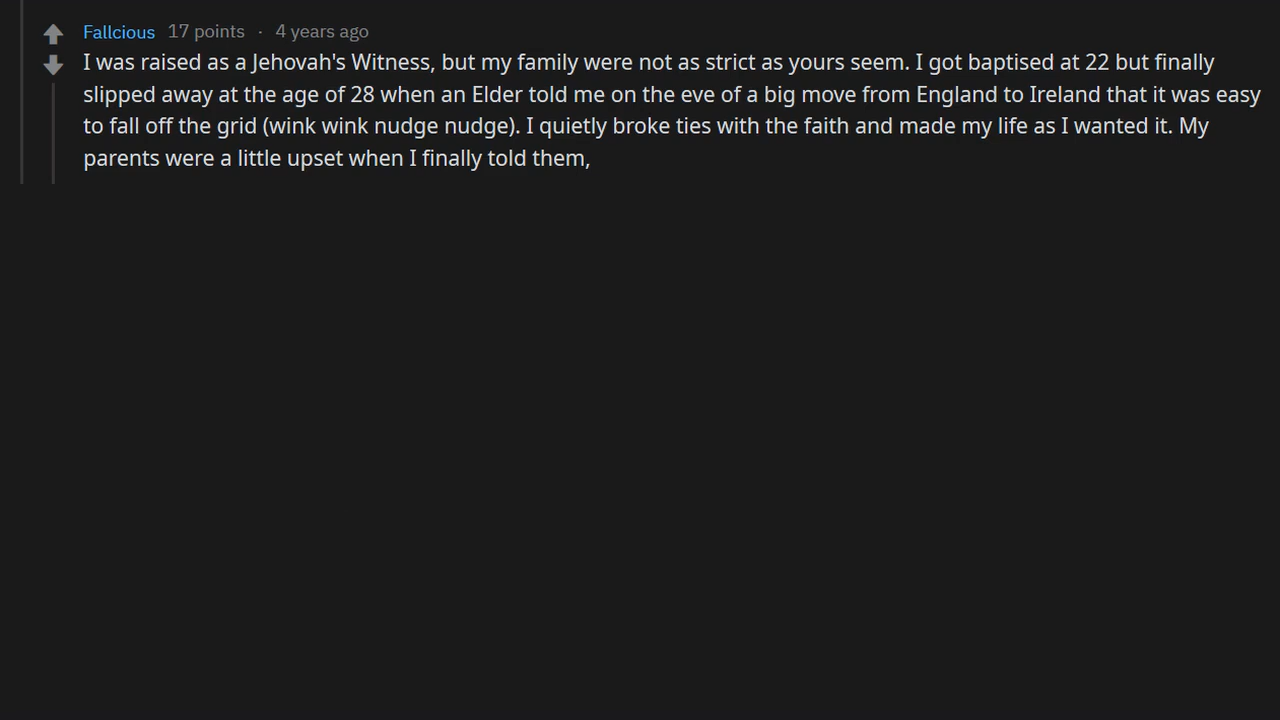 Fallcious 17 points · 4 years ago
I was raised as a Jehovah's Witness, but my family were not as strict as yours seem. I got baptised at 22 but finally
slipped away at the age of 28 when an Elder told me on the eve of a big move from England to Ireland that it was easy
to fall off the grid (wink wink nudge nudge). I quietly broke ties with the faith and made my life as I wanted it. My
parents were a little upset when I finally told them,